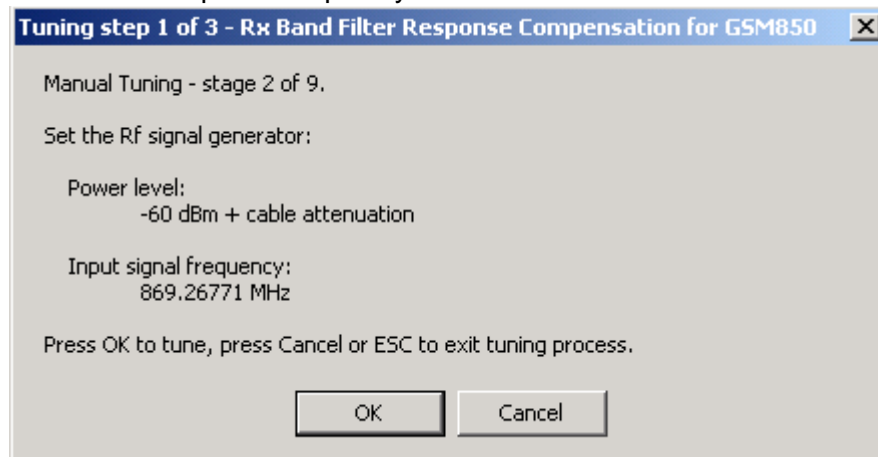 Tuning step 1 of 3 - Rx Band Filter Response Compensation for GSM850
Manual Tuning - stage 2 of 9.
Set the Rf signal generator:
Power level:
-60 dBm + cable attenuation
Input signal frequency:
869.26771 MHz
Press OK to tune, press Cancel or ESC to exit tuning process.
OK
Cancel